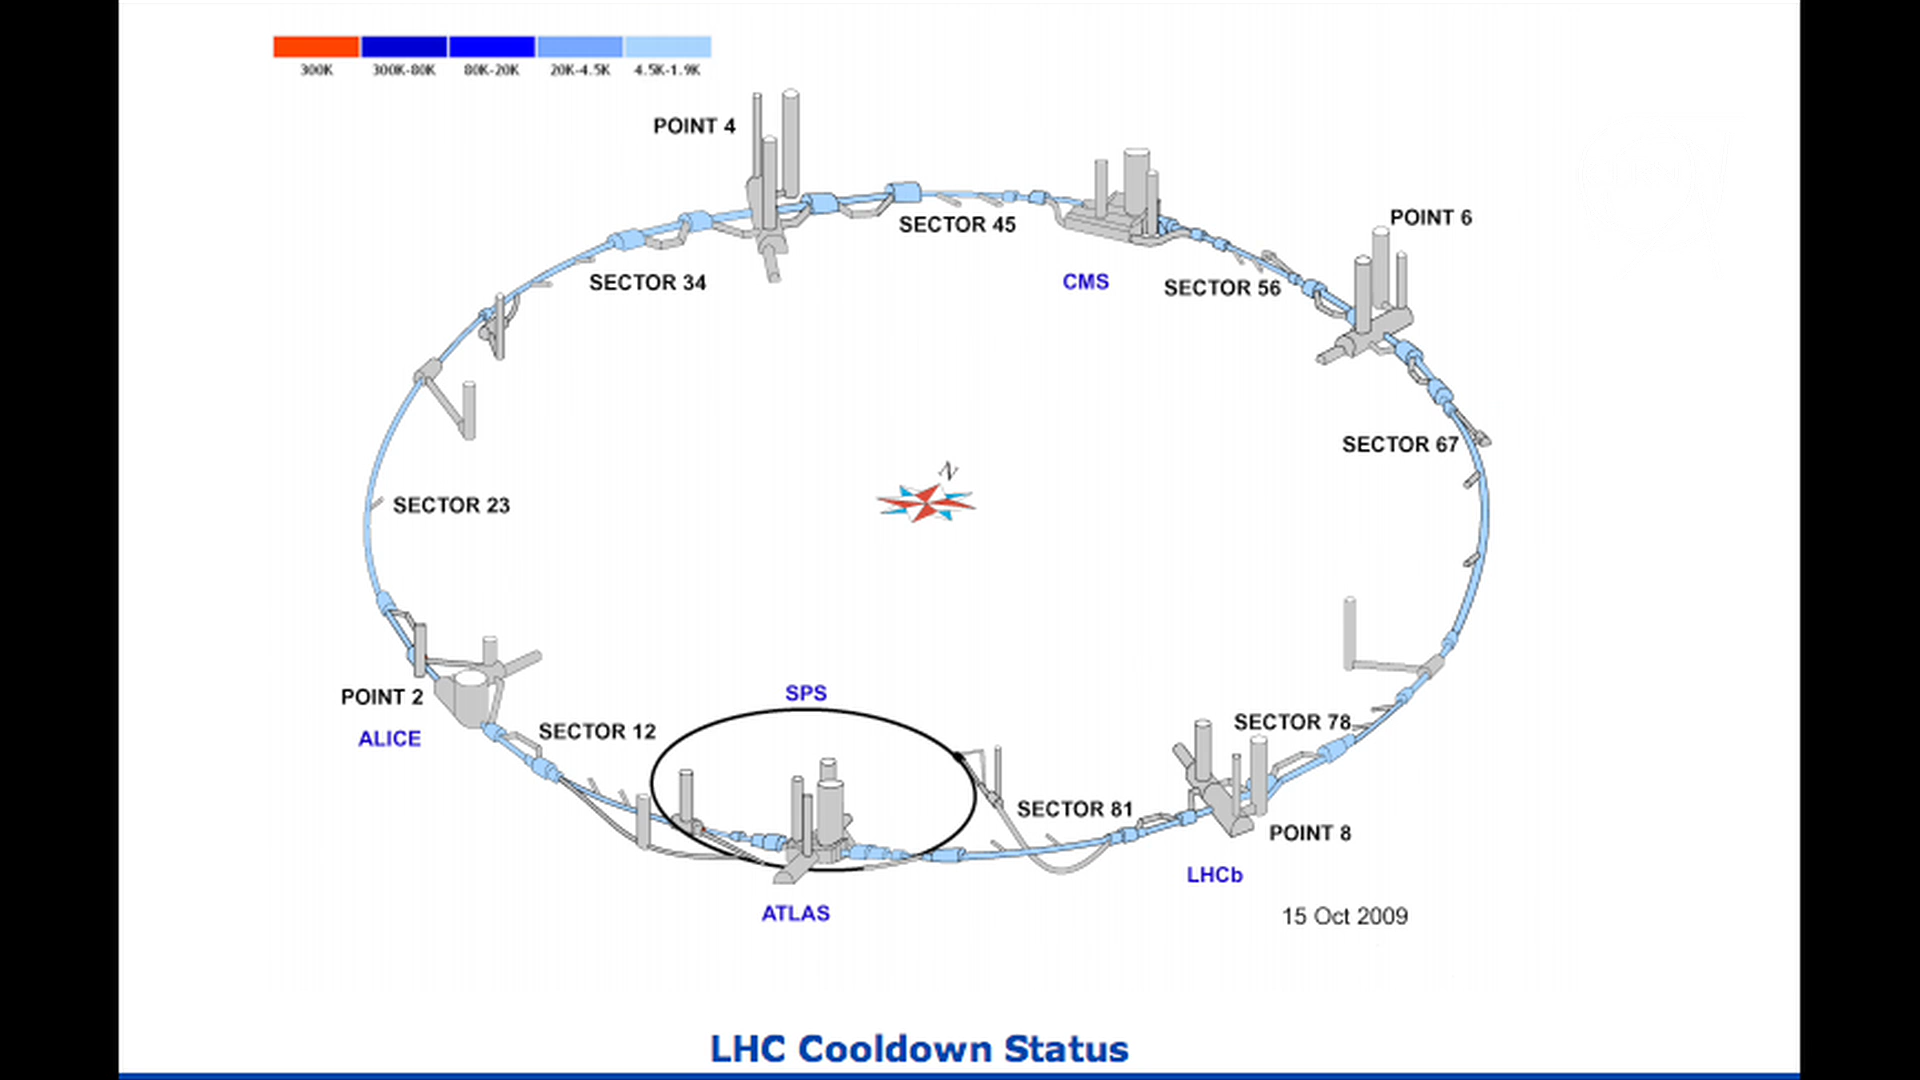 300K 300K-80K 80K-20K 20K-4.5K 4.5K-1.9K
POINT 4
POINT 6
SECTOR 45
CMS
SECTOR 34
SECTOR 56
SECTOR 67
N
SECTOR 23
SPS
POINT 2
ALICE
SECTOR 12
SECTOR 78
SECTOR 81
POINT 8
LHCb
ATLAS
15 Oct 2009
LHC Cooldown Status